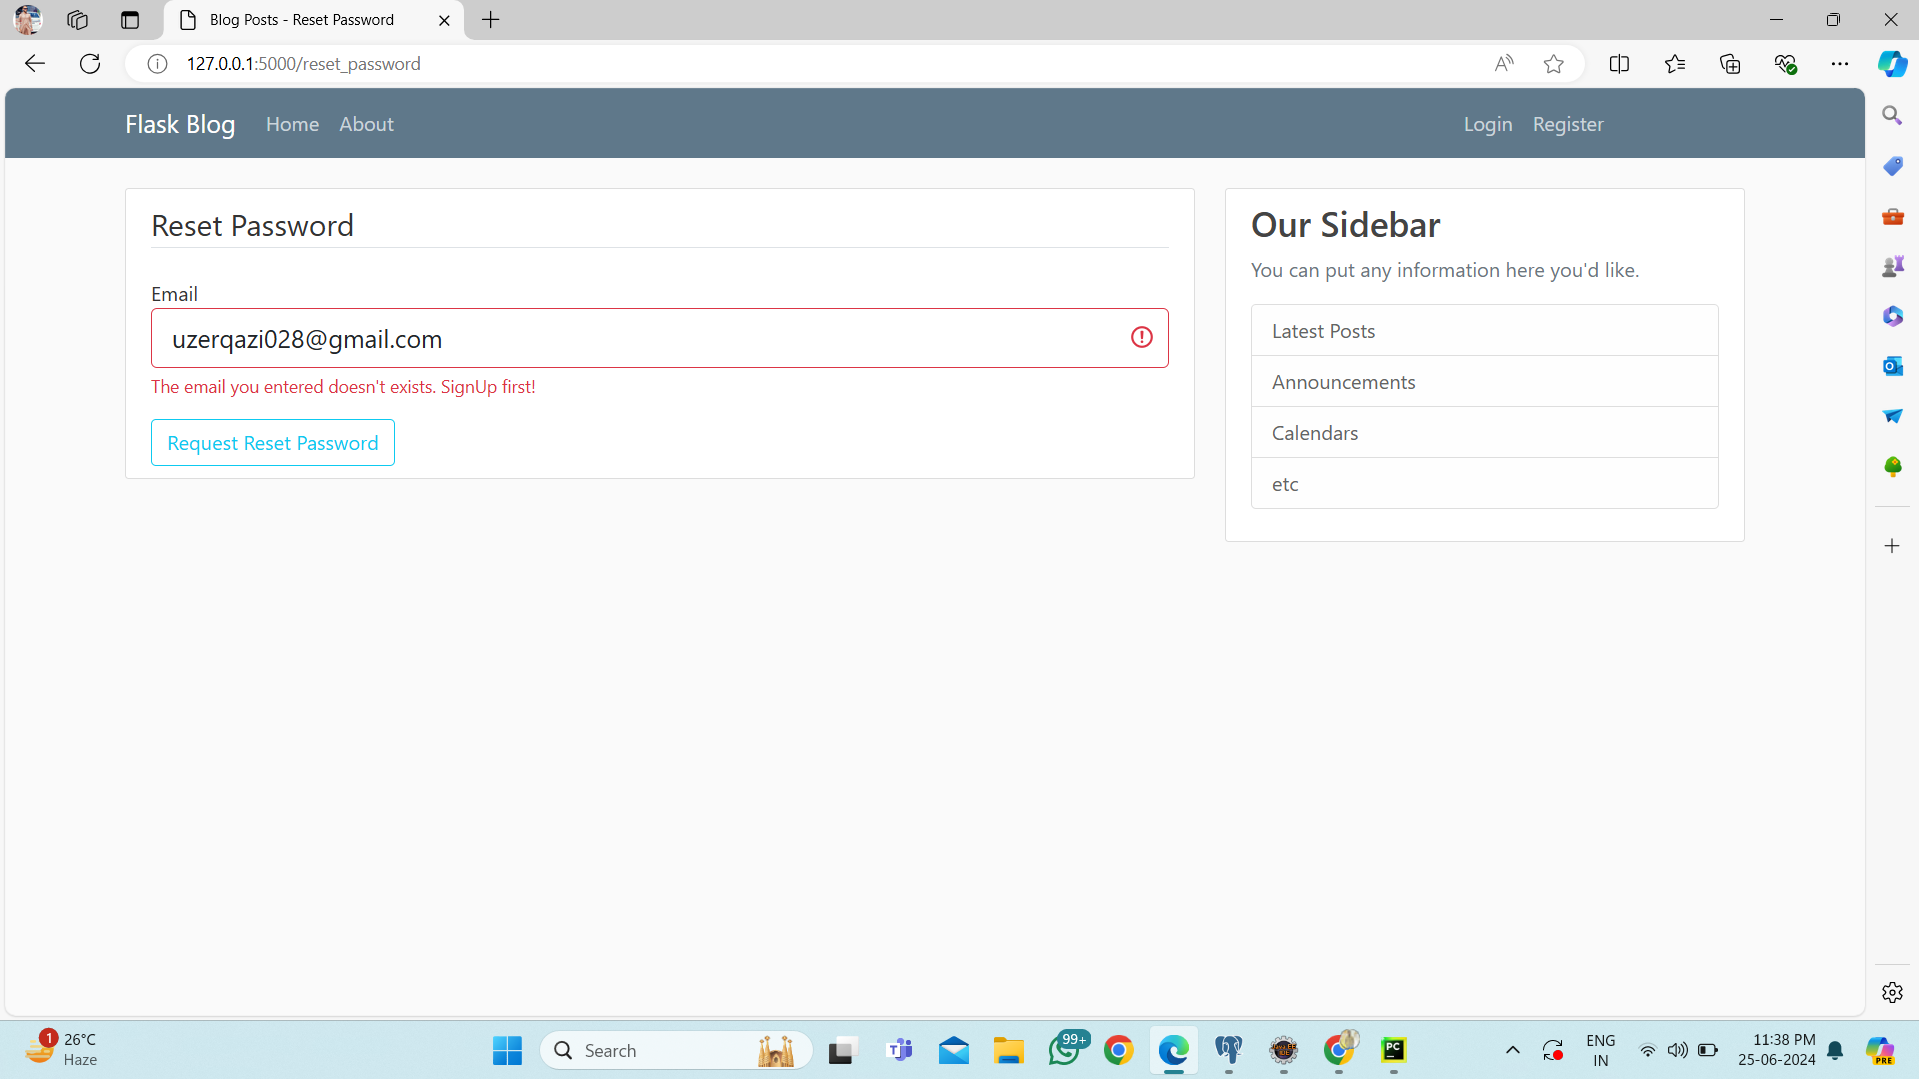 Blog Posts - Reset Password
127.0.0.1:5000/reset_password
Flask Blog Home About Login Register
Reset Password
Email
uzerqazi028@gmail.com
The email you entered doesn't exists. SignUp first!
Request Reset Password
Our Sidebar
You can put any information here you'd like.
Latest Posts
Announcements
Calendars
etc
1
26°C
Haze
Search
99+
PC
ENG
IN
11:38 PM
25-06-2024
PRE